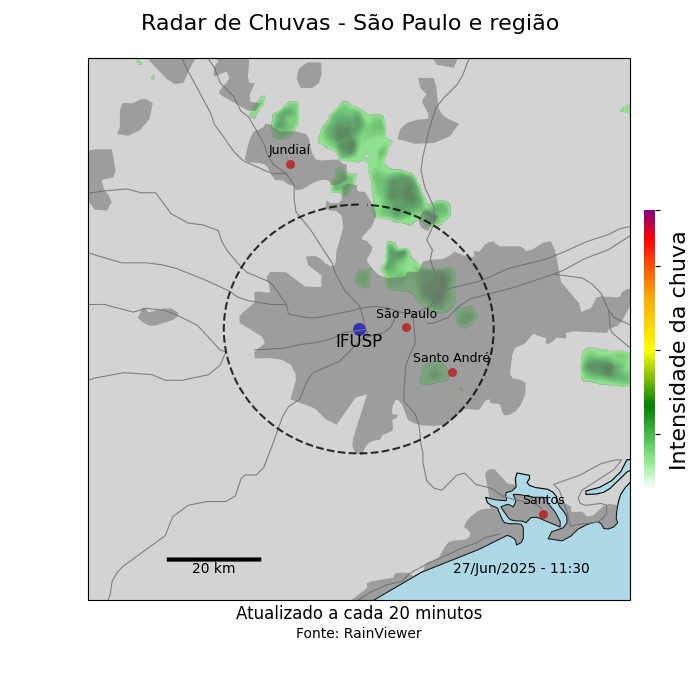 Radar de Chuvas - São Paulo e região
Jundiaí
São Paulo
IFUSP
Santo André
Santos
20 km
27/Jun/2025 - 11:30
Intensidade da chuva
Atualizado a cada 20 minutos
Fonte: RainViewer